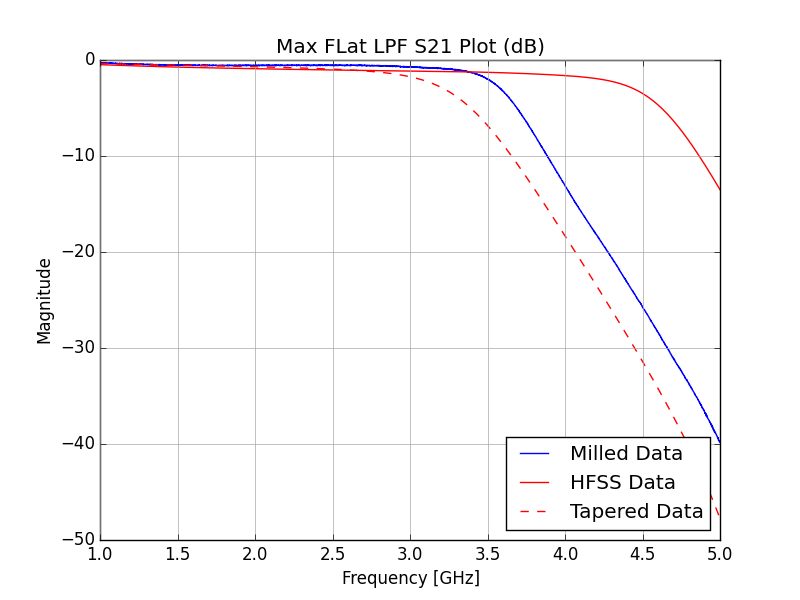 Max FLat LPF S21 Plot (dB)
Magnitude
0
−10
−20
−30
−40
−50
1.0 1.5 2.0 2.5 3.0 3.5 4.0 4.5 5.0
Frequency [GHz]
Milled Data
HFSS Data
Tapered Data